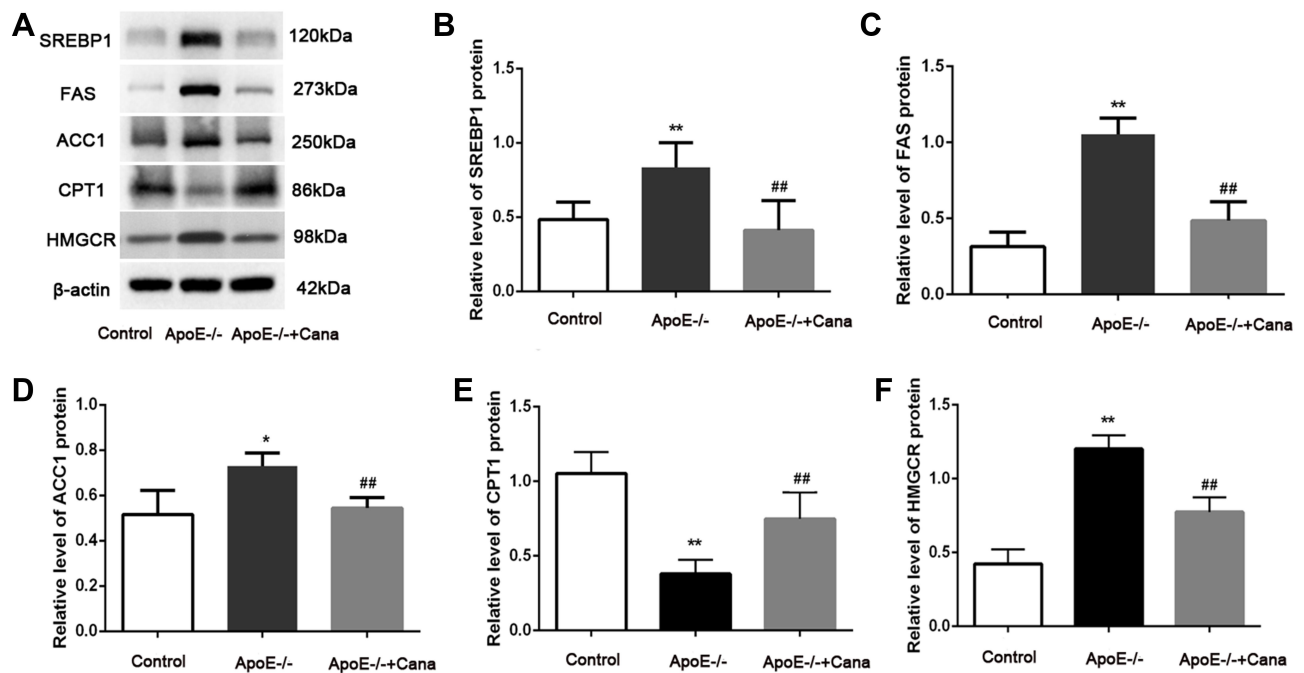 A
SREBP1 120kDa
FAS 273kDa
ACC1 250kDa
CPT1 86kDa
HMGCR 98kDa
β-actin 42kDa
Control ApoE-/- ApoE-/-+Cana
B
Relative level of SREBP1 protein
1.5
1.0
0.5
0.0
**
##
Control ApoE-/- ApoE-/-+Cana
C
Relative level of FAS protein
1.5
1.0
0.5
0.0
**
##
Control ApoE-/- ApoE-/-+Cana
D
Relative level of ACC1 protein
1.0
0.8
0.6
0.4
0.2
0.0
*
##
Control ApoE-/- ApoE-/-+Cana
E
Relative level of CPT1 protein
1.5
1.0
0.5
0.0
**
##
Control ApoE-/- ApoE-/-+Cana
F
Relative level of HMGCR protein
1.5
1.0
0.5
0.0
**
##
Control ApoE-/- ApoE-/-+Cana